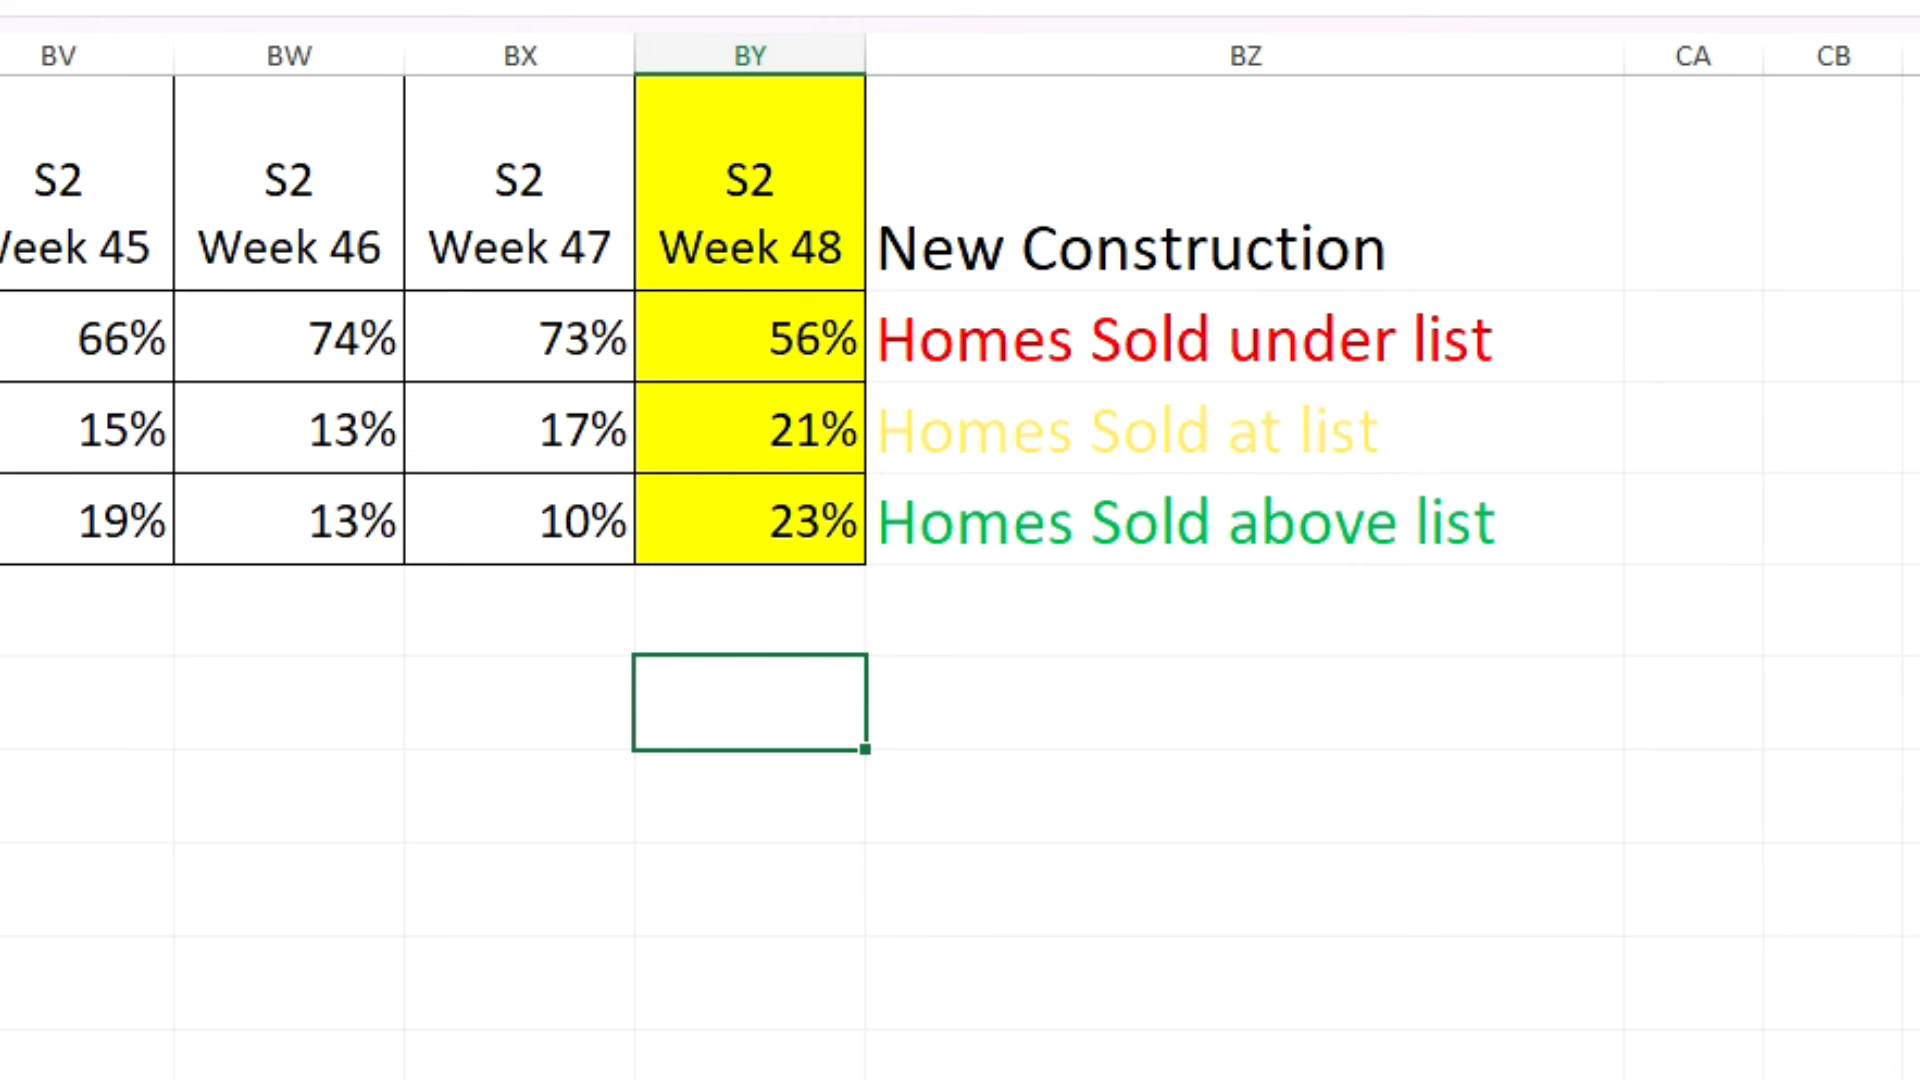 BV BW BX BY BZ CA CB
S2 S2 S2 S2
Week 45 Week 46 Week 47 Week 48 New Construction
66% 74% 73% 56% Homes Sold under list
15% 13% 17% 21% Homes Sold at list
19% 13% 10% 23% Homes Sold above list